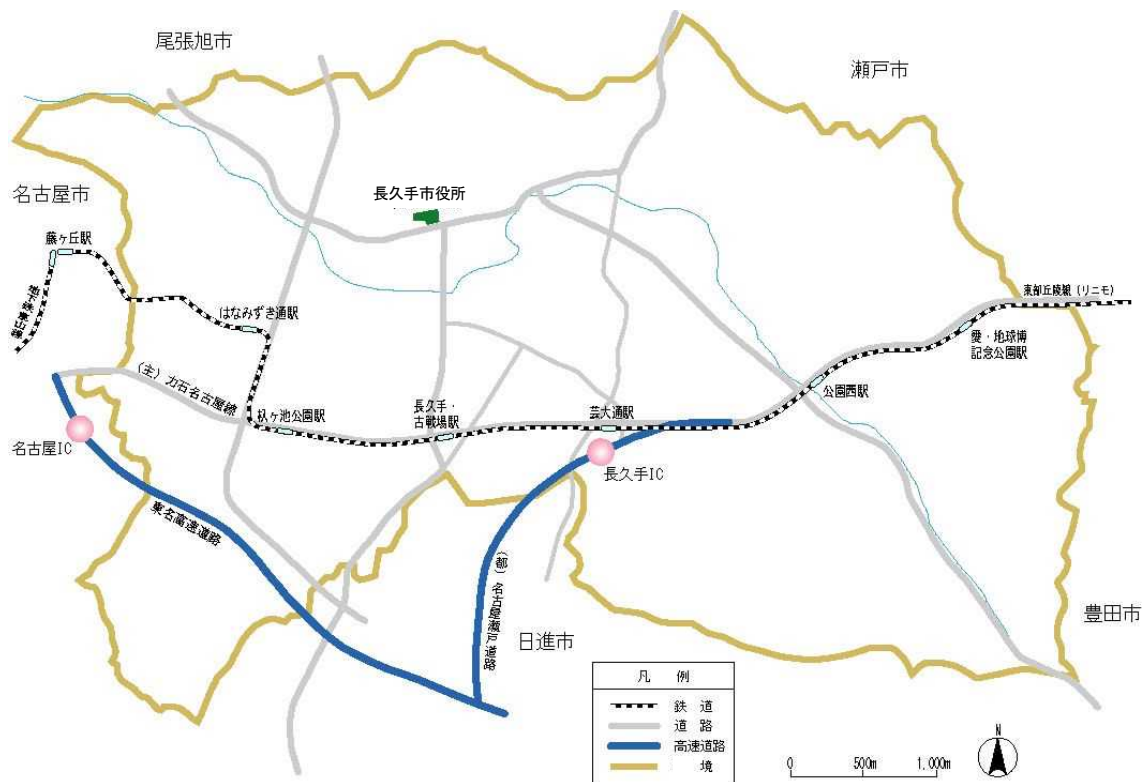 尾張旭市
瀬戸市
名古屋市
長久手市役所
藤ヶ丘駅
地下鉄東山線
はなみずき通駅
東部丘陵線（リニモ）
愛・地球博
記念公園駅
公園西駅
(主) 力石名古屋線
杁ヶ池公園駅
長久手・
古戦場駅
芸大通駅
名古屋IC
長久手IC
東名高速道路
(都) 名古屋瀬戸道路
日進市
豊田市
凡 例
鉄 道
道 路
高速道路
境
0 500m 1,000m
N